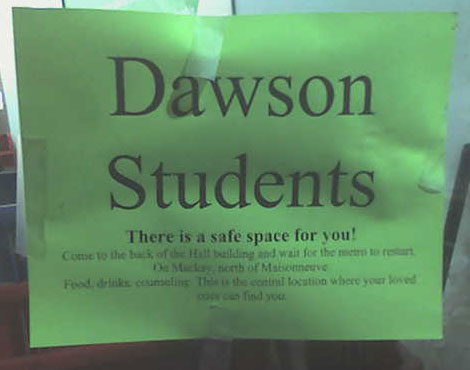 Dawson
Students
There is a safe space for you!
Come to the back of the Hall building and wait for the metro to restart.
On Mackay, north of Maisonneuve
Food, drinks, counseling. This is the central location where your loved
ones can find you